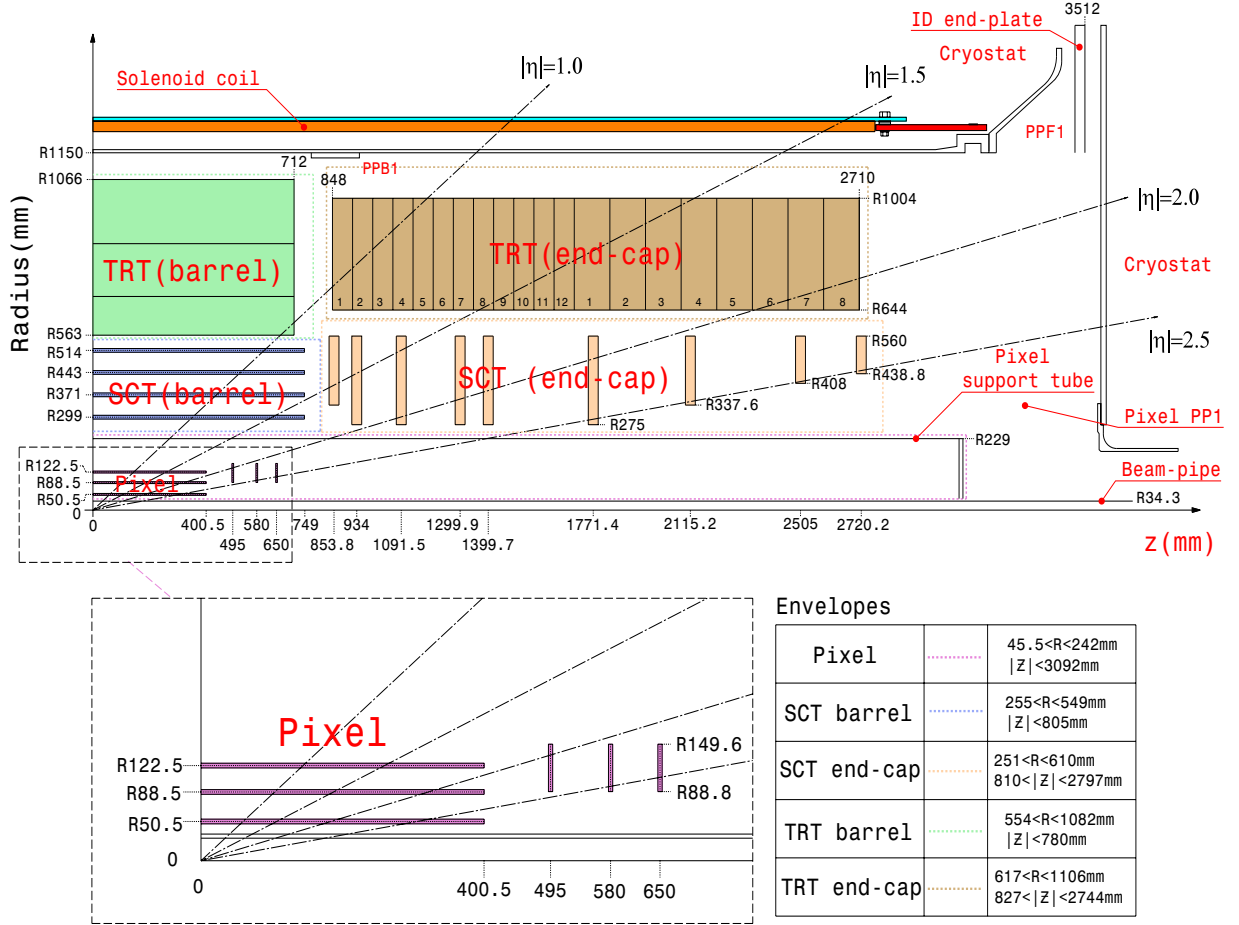 3512
ID end-plate
Cryostat
|η|=1.0
|η|=1.5
Solenoid coil
PPF1
R1150
712
PPB1
R1066
848
2710
R1004
|η|=2.0
TRT(end-cap)
TRT(barrel)
Cryostat
Radius(mm)
1 2 3 4 5 6 7 8 9 10 11 12 1 2 3 4 5 6 7 8
R644
R563
R514
R560
|η|=2.5
R443
SCT (end-cap)
R438.8
Pixel
support tube
SCT(barrel)
R408
R371
R337.6
R299
R275
Pixel PP1
R229
R122.5
Pixel
R88.5
Beam-pipe
R50.5
R34.3
0
0
400.5 580 749 934 1299.9 1771.4 2115.2 2505 2720.2
495 650 853.8 1091.5 1399.7
z(mm)
Envelopes
Pixel 45.5<R<242mm
|Z|<3092mm
SCT barrel 255<R<549mm
|Z|<805mm
SCT end-cap 251<R<610mm
810<|Z|<2797mm
TRT barrel 554<R<1082mm
|Z|<780mm
TRT end-cap 617<R<1106mm
827<|Z|<2744mm
Pixel
R149.6
R122.5
R88.5
R88.8
R50.5
0
0
400.5 495 580 650